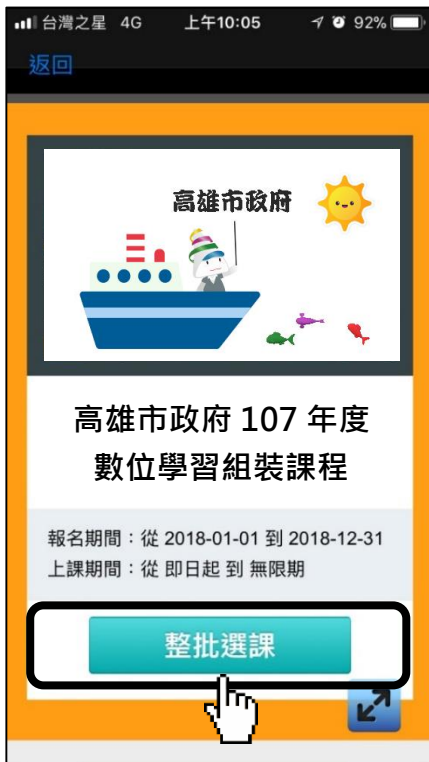 台灣之星 4G 上午10:05 92%
返回
高雄市政府
高雄市政府 107 年度
數位學習組裝課程
報名期間：從 2018-01-01 到 2018-12-31
上課期間：從 即日起 到 無限期
整批選課